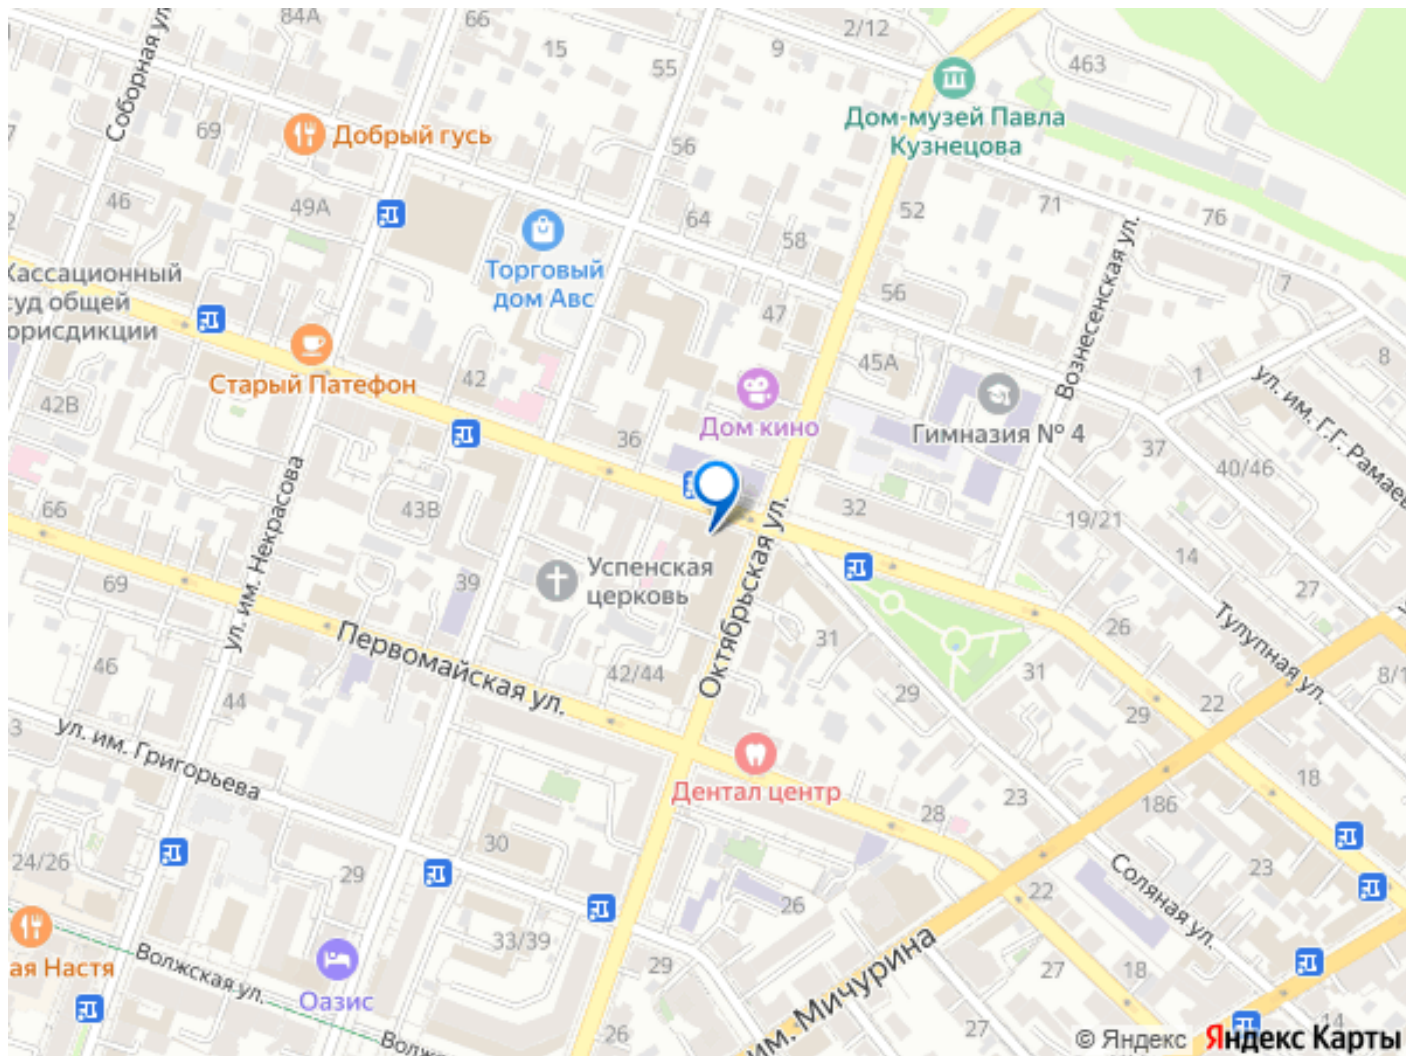 84А
66
2/12
9
463
15
55
Соборная ул.
69
Добрый гусь
56
Дом-музей Павла
Кузнецова
46
49А
64
52
71
76
58
Торговый
дом Авс
Кассационный
суд общей
юрисдикции
56
47
7
Вознесенская ул.
45А
8
Старый Патефон
42
1
42В
36
Дом кино
Гимназия № 4
37
ул. им. Г.Г. Рамаев
40/46
66
43В
32
19/21
14
ул. им. Некрасова
69
39
Успенская
церковь
Октябрьская ул.
27
Тулупная ул.
26
31
Первомайская ул.
46
42/44
31
8/1
44
29
22
29
3
ул. им. Григорьева
18
Дентал центр
23
186
28
30
24/26
29
23
22
Соляная ул.
26
33/39
ая Настя
Волжская ул.
Оазис
29
27
18
им. Мичурина
26
27
14
Волжс
© Яндекс Яндекс Карты